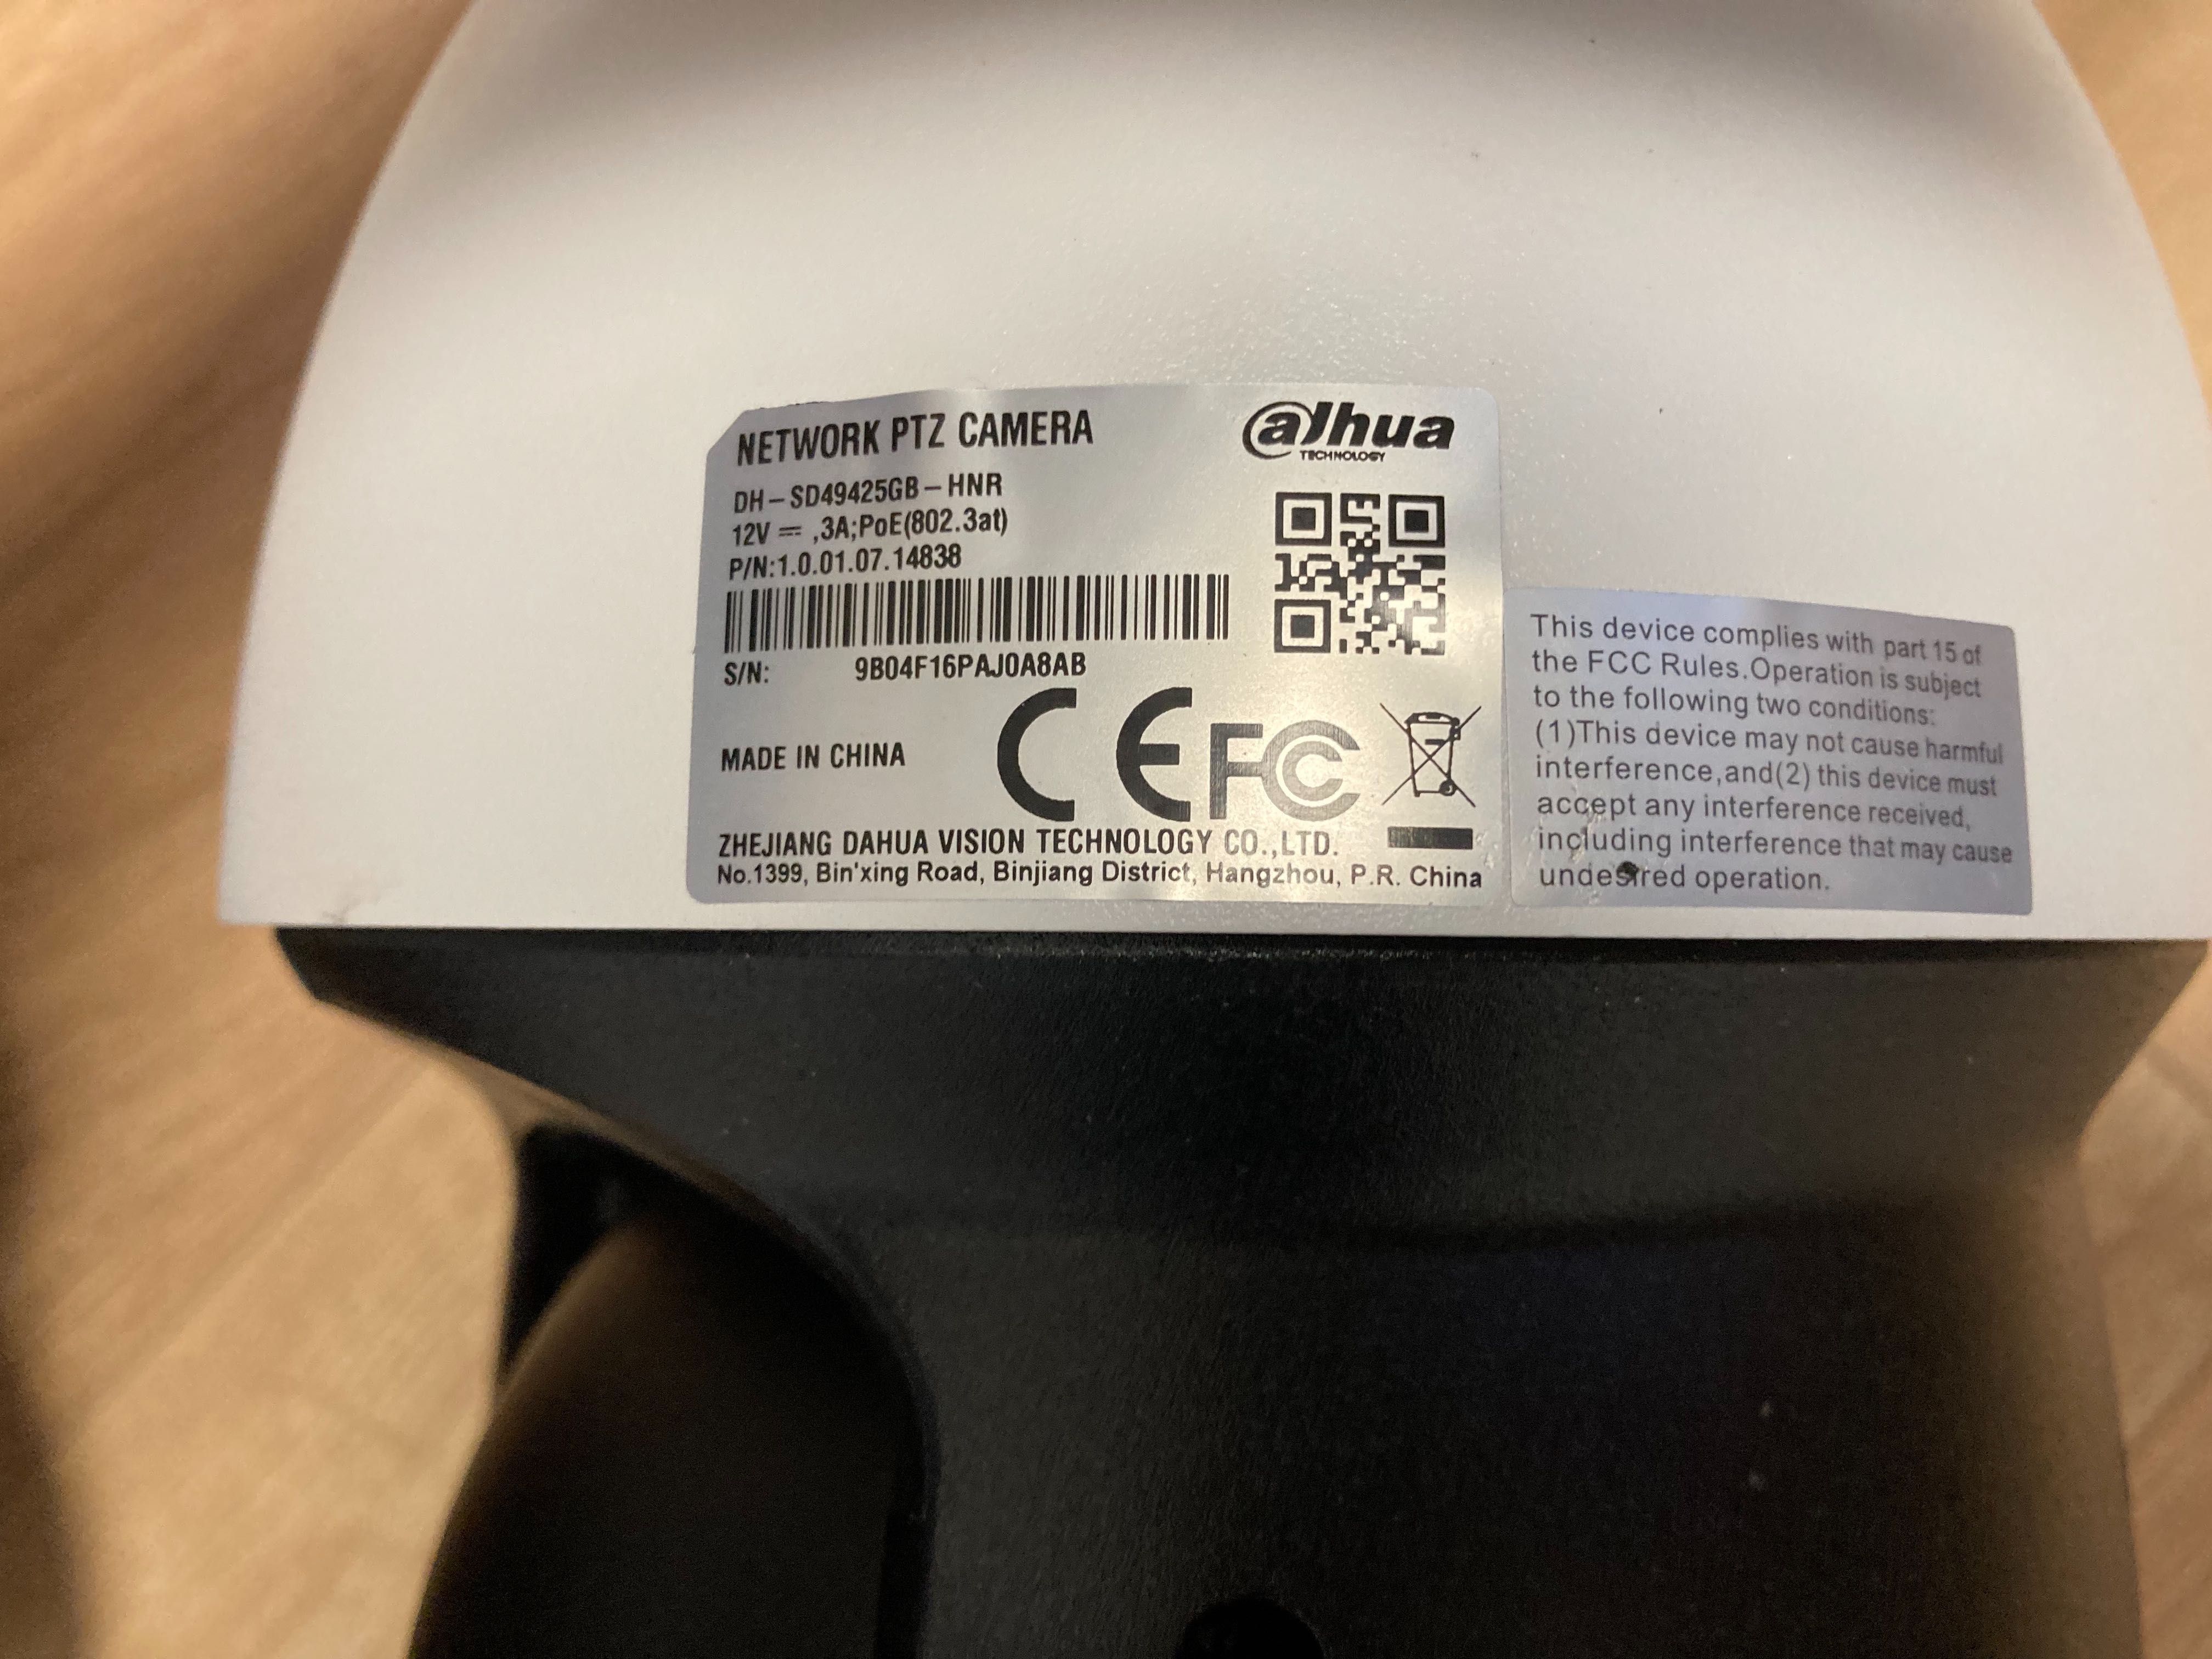 NETWORK PTZ CAMERA
alhua
TECHNOLOGY
DH-SD49425GB-HNR
12V ⎓ ,3A;PoE(802.3at)
P/N:1.0.01.07.14838
S/N: 9B04F16PAJ0A8AB
MADE IN CHINA
CE FC
ZHEJIANG DAHUA VISION TECHNOLOGY CO.,LTD.
No.1399, Bin'xing Road, Binjiang District, Hangzhou, P.R. China
This device complies with part 15 of
the FCC Rules.Operation is subject
to the following two conditions:
(1)This device may not cause harmful
interference,and(2) this device must
accept any interference received,
including interference that may cause
undesired operation.